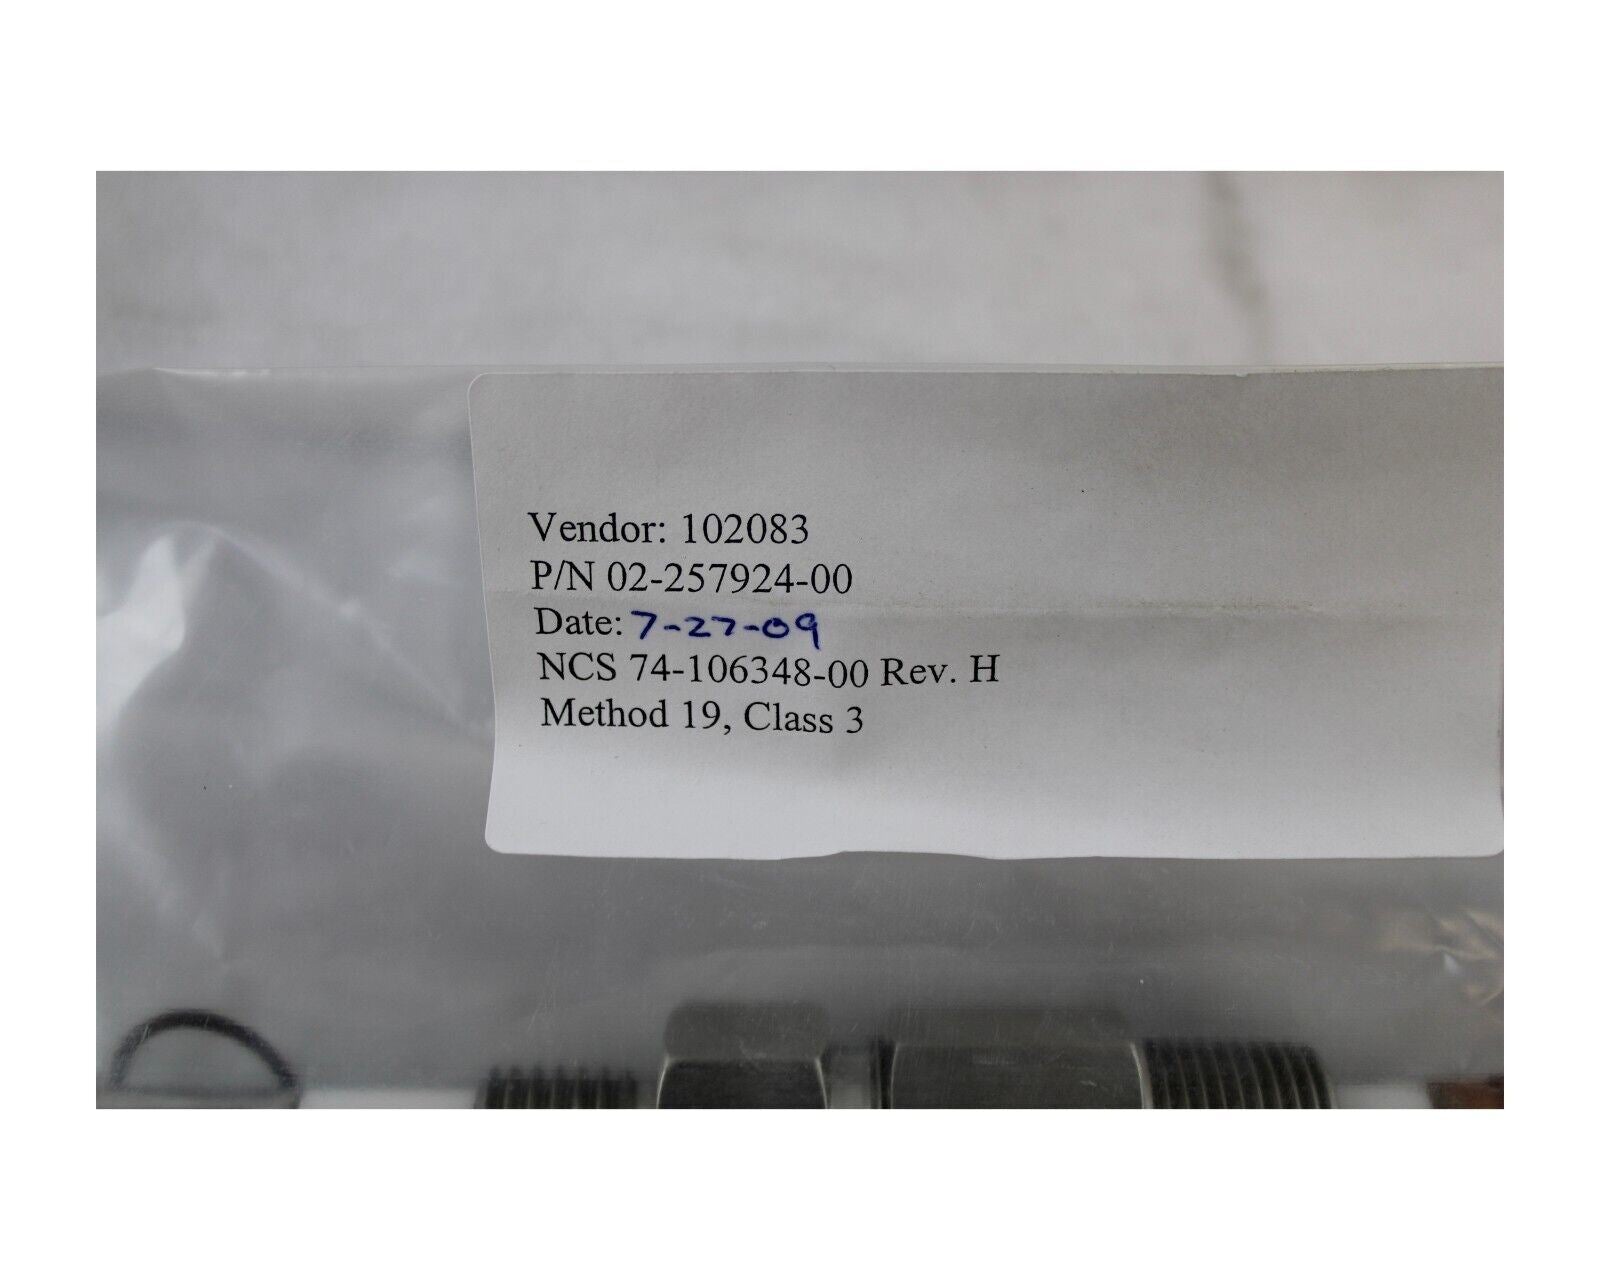 Vendor: 102083
P/N 02-257924-00
Date: 7-27-09
NCS 74-106348-00 Rev. H
Method 19, Class 3